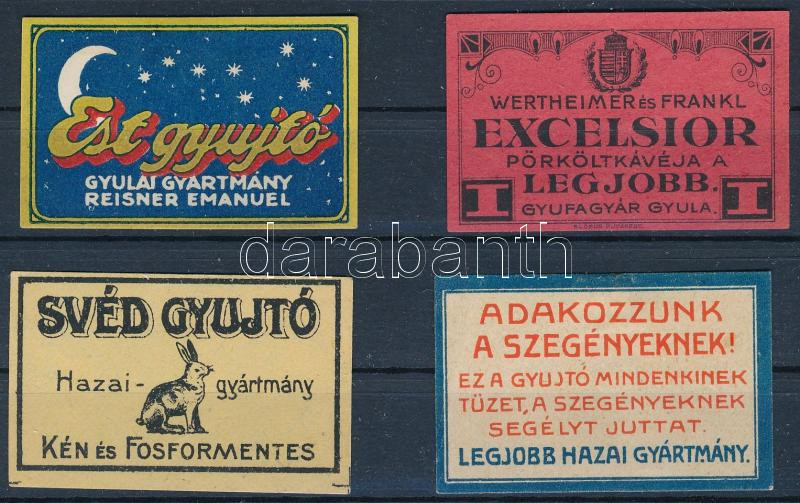 Est gyujtó
GYULAI GYÁRTMÁNY
REISNER EMANUEL
WERTHEIMER és FRANKL
EXCELSIOR
PÖRKÖLTKÁVÉJA A
LEGJOBB.
I GYUFAGYÁR GYULA. I
darabanth
SVÉD GYUJTÓ
Hazai- gyártmány
KÉN és FOSFORMENTES
ADAKOZZUNK
A SZEGÉNYEKNEK!
EZ A GYUJTÓ MINDENKINEK
TÜZET, A SZEGÉNYEKNEK
SEGÉLYT JUTTAT.
LEGJOBB HAZAI GYÁRTMÁNY.